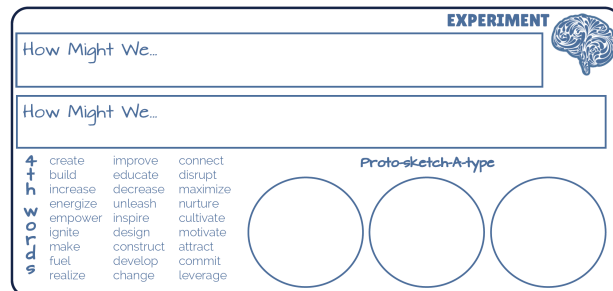 EXPERIMENT
How Might We...
How Might We...
4th words
create improve connect
build educate disrupt
increase decrease maximize
energize unleash nurture
empower inspire cultivate
ignite design motivate
make construct attract
fuel develop commit
realize change leverage
Proto-sketch-A-type